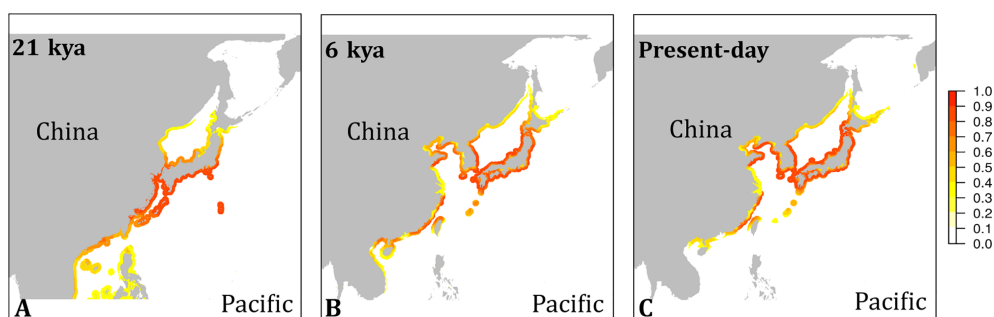 21 kya
China
Pacific
A
6 kya
China
Pacific
B
Present-day
China
Pacific
C
1.0
0.9
0.8
0.7
0.6
0.5
0.4
0.3
0.2
0.1
0.0